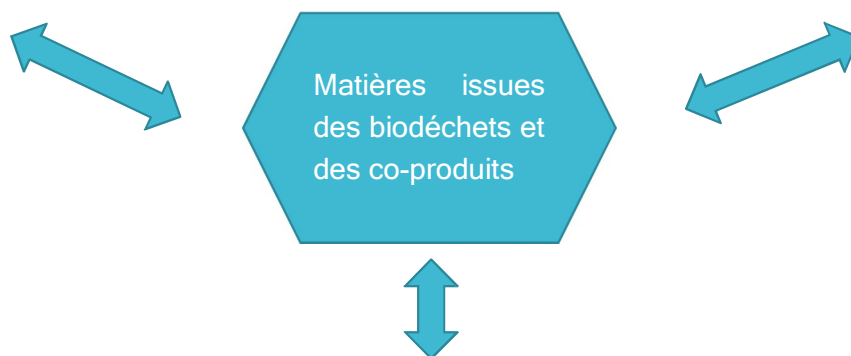 Matières issues
des biodéchets et
des co-produits